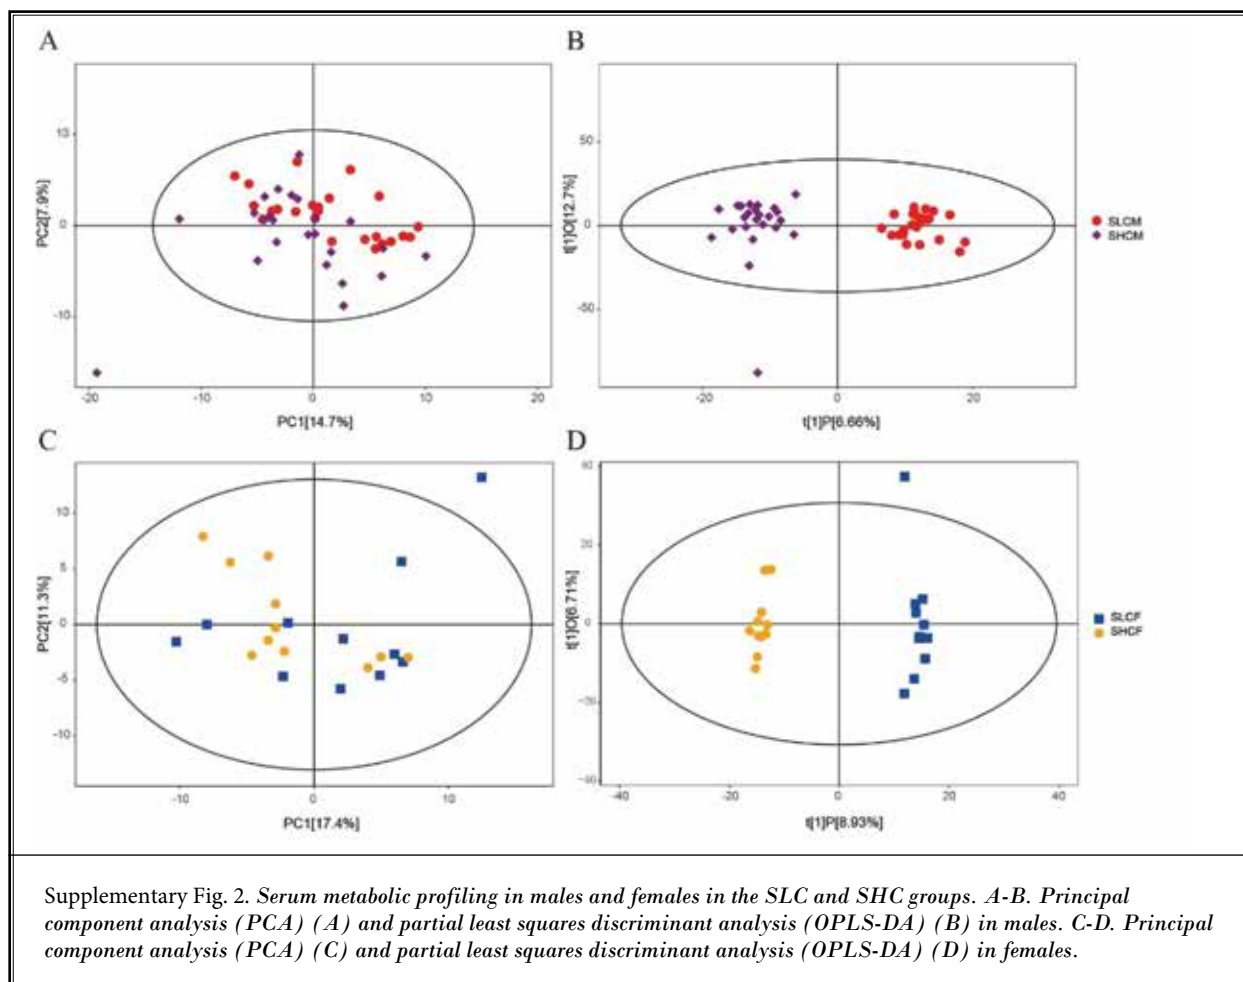 A
B
10
0
-10
-20
-10
0
10
20
PC2[7.9%]
PC1[14.7%]
50
0
-50
-20
0
20
t[1]O[12.7%]
t[1]P[6.66%]
SLCM
SHCM
C
D
10
5
0
-5
-10
-10
0
10
PC2[11.3%]
PC1[17.4%]
20
0
-20
-40
-40
-20
0
20
40
t[1]O[6.71%]
t[1]P[8.93%]
SLCF
SHCF
Supplementary Fig. 2. Serum metabolic profiling in males and females in the SLC and SHC groups. A-B. Principal
component analysis (PCA) (A) and partial least squares discriminant analysis (OPLS-DA) (B) in males. C-D. Principal
component analysis (PCA) (C) and partial least squares discriminant analysis (OPLS-DA) (D) in females.